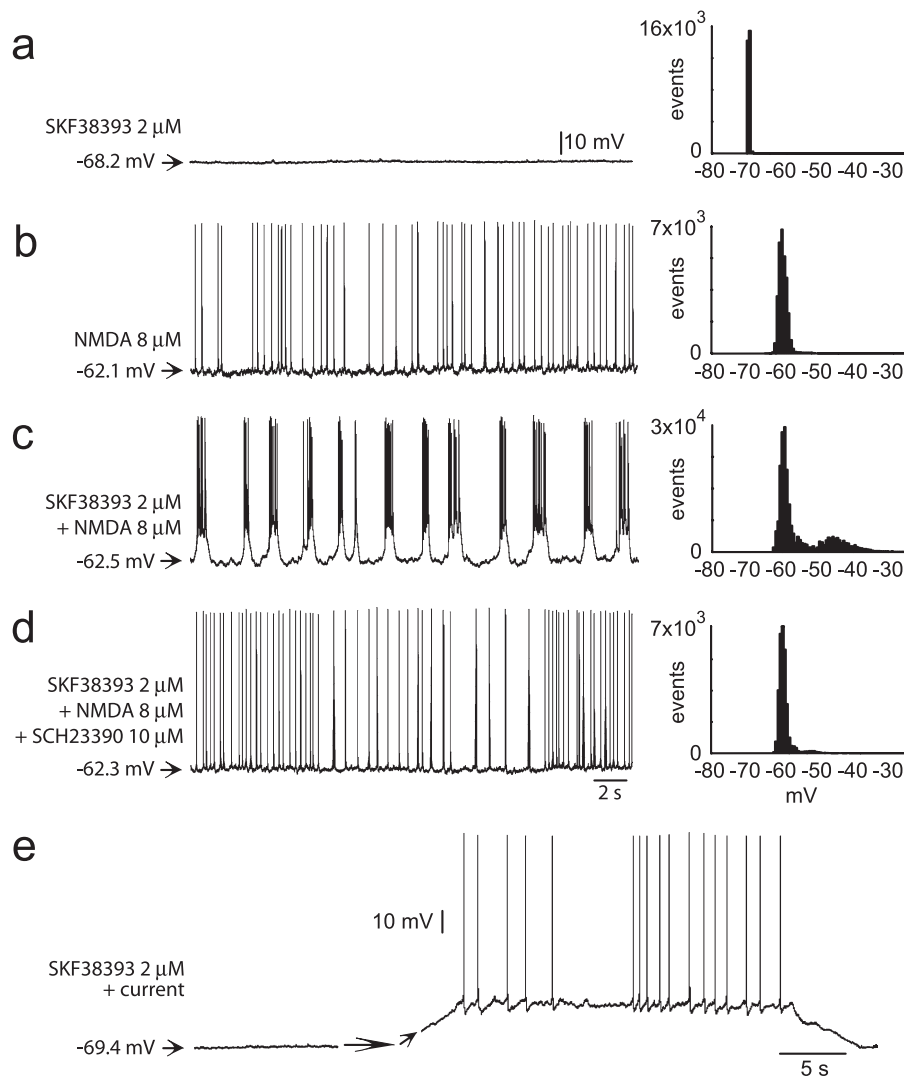 a
SKF38393 2 μM
-68.2 mV
10 mV
16x10³
events
0
-80 -70 -60 -50 -40 -30
b
NMDA 8 μM
-62.1 mV
7x10³
events
0
-80 -70 -60 -50 -40 -30
c
SKF38393 2 μM
+ NMDA 8 μM
-62.5 mV
3x10⁴
events
0
-80 -70 -60 -50 -40 -30
d
SKF38393 2 μM
+ NMDA 8 μM
+ SCH23390 10 μM
-62.3 mV
2 s
7x10³
events
0
-80 -70 -60 -50 -40 -30
mV
e
10 mV
SKF38393 2 μM
+ current
-69.4 mV
5 s